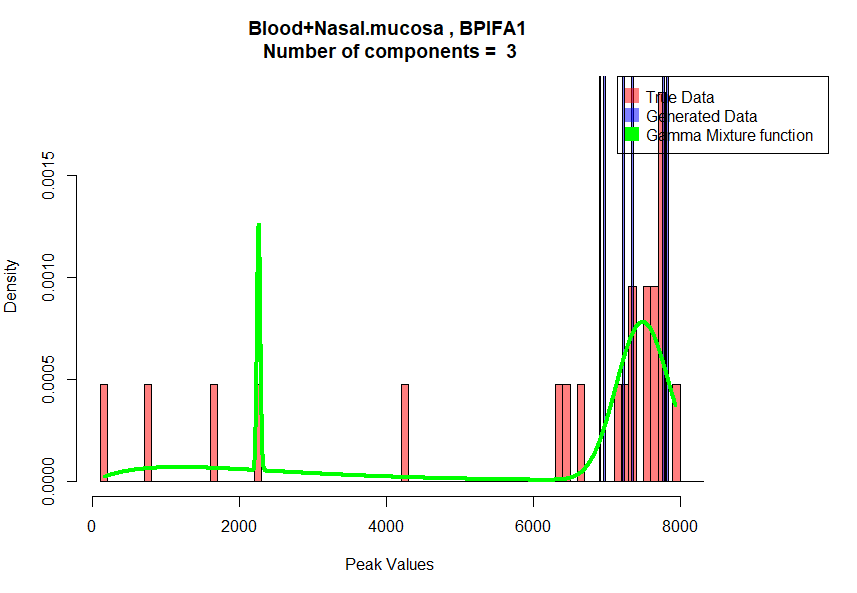 Blood+Nasal.mucosa , BPIFA1
Number of components = 3
True Data
Generated Data
Gamma Mixture function
0.0015
0.0010
0.0005
0.0000
Density
0
2000
4000
6000
8000
Peak Values